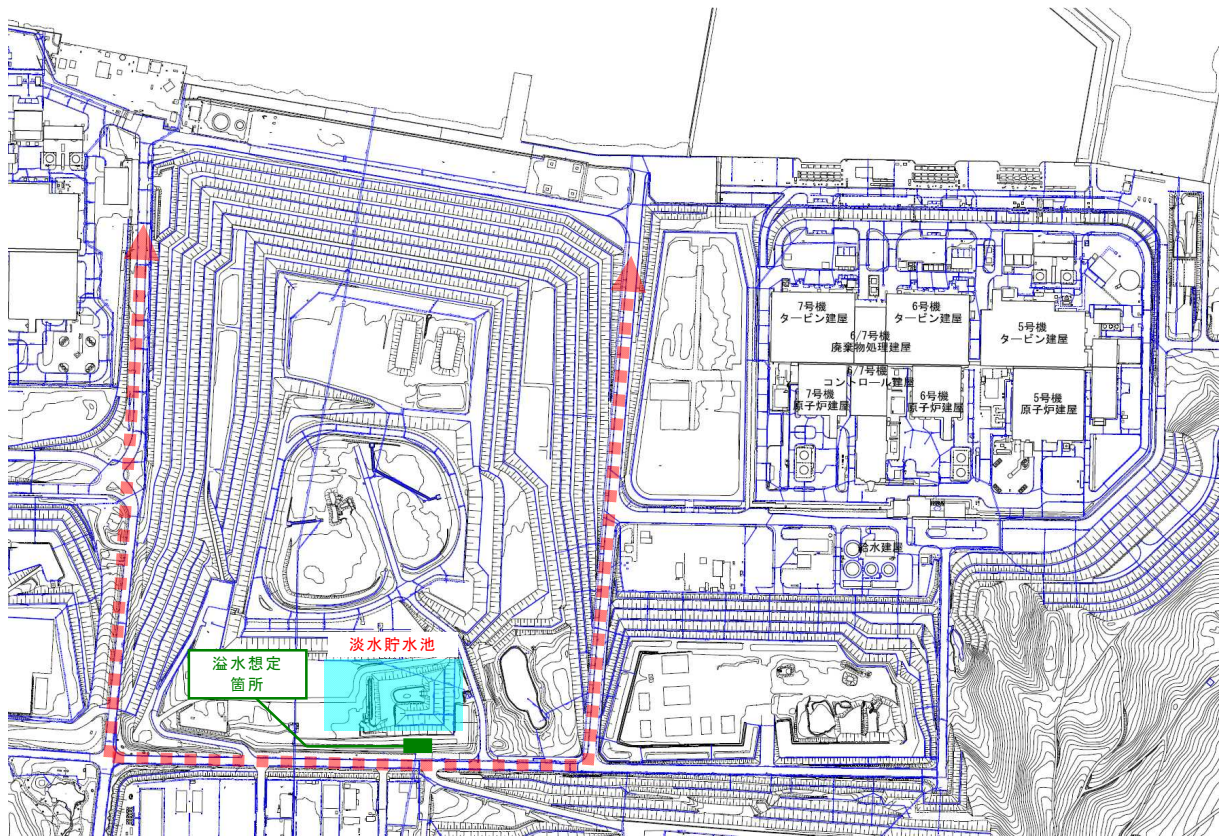 7号機
タービン建屋
6号機
タービン建屋
5号機
タービン建屋
6/7号機
廃棄物処理建屋
6/7号機
コントロール建屋
7号機
原子炉建屋
6号機
原子炉建屋
5号機
原子炉建屋
給水建屋
淡水貯水池
溢水想定
箇所